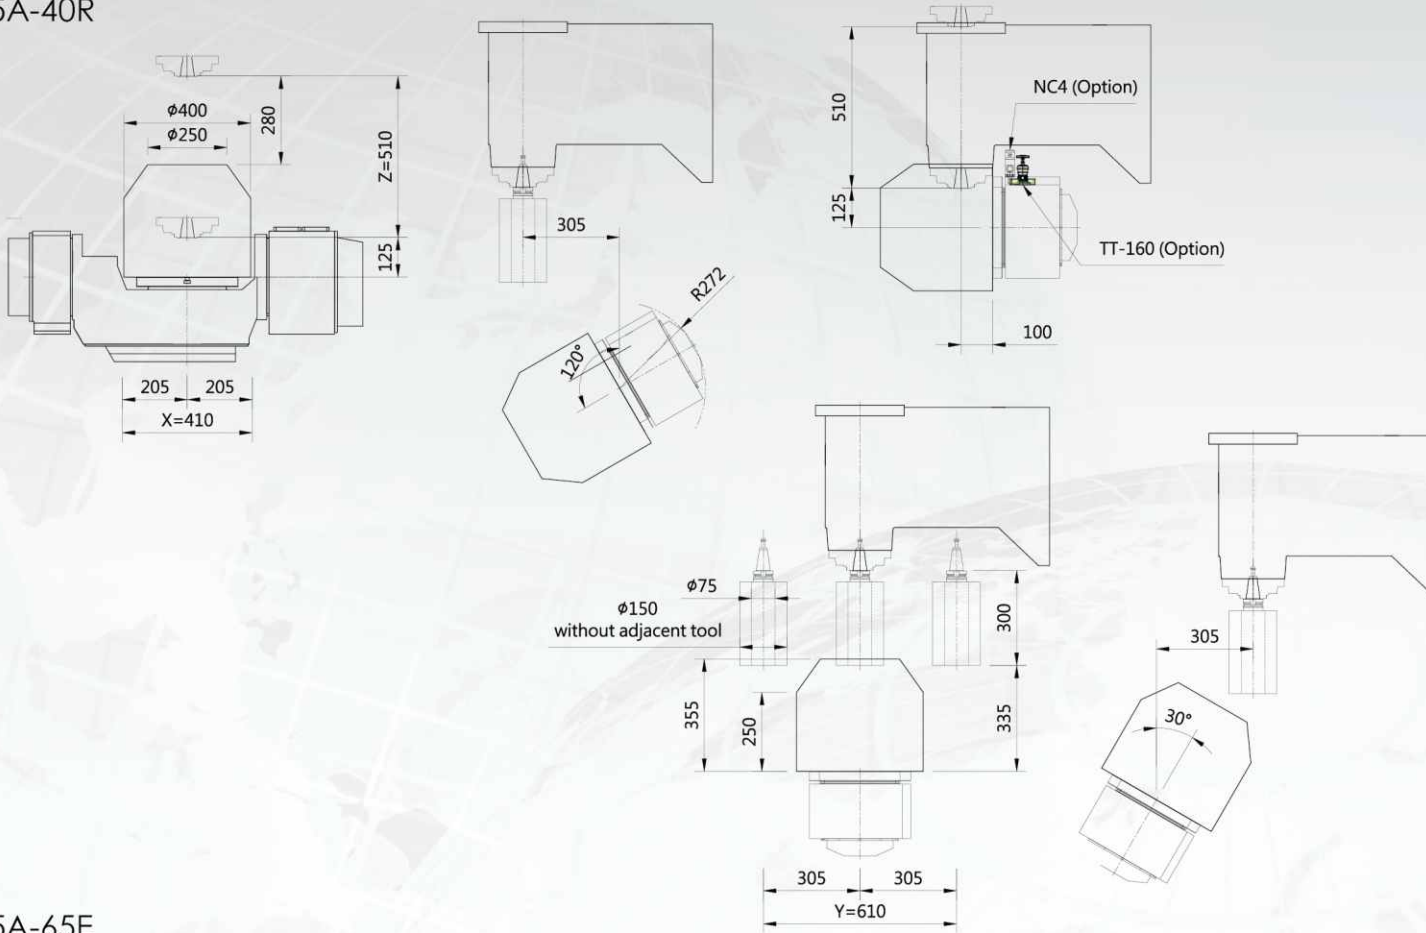 5A-40R
ϕ400
ϕ250
280
Z=510
125
205
205
X=410
305
R272
120°
510
NC4 (Option)
125
TT-160 (Option)
100
ϕ75
ϕ150
without adjacent tool
300
355
250
335
305
305
Y=610
305
30°
5A-65E